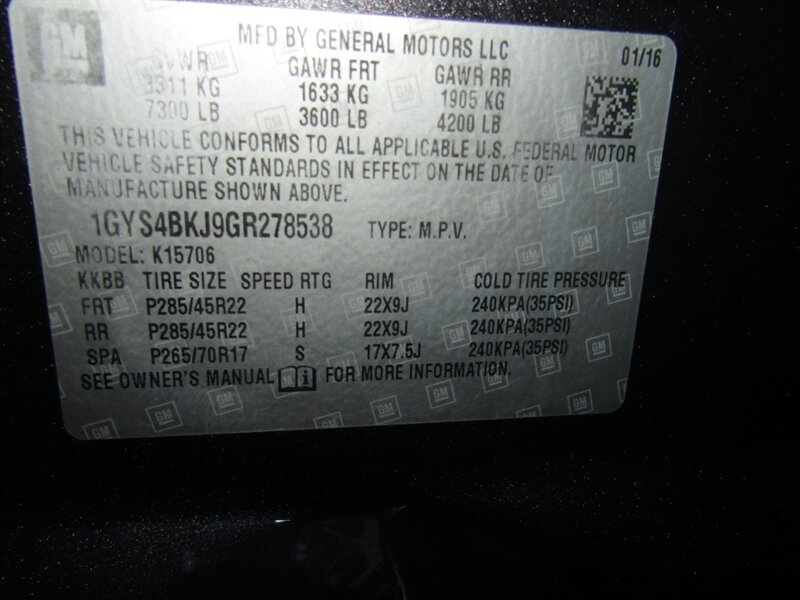 GM
MFD BY GENERAL MOTORS LLC 01/16
GVWR GAWR FRT GAWR RR
3311 KG 1633 KG 1905 KG
7300 LB 3600 LB 4200 LB
THIS VEHICLE CONFORMS TO ALL APPLICABLE U.S. FEDERAL MOTOR
VEHICLE SAFETY STANDARDS IN EFFECT ON THE DATE OF
MANUFACTURE SHOWN ABOVE.
1GYS4BKJ9GR278538 TYPE: M.P.V.
MODEL: K15706
KKBB TIRE SIZE SPEED RTG RIM COLD TIRE PRESSURE
FRT P285/45R22 H 22X9J 240KPA(35PSI)
RR P285/45R22 H 22X9J 240KPA(35PSI)
SPA P265/70R17 S 17X7.5J 240KPA(35PSI)
SEE OWNER'S MANUAL FOR MORE INFORMATION.